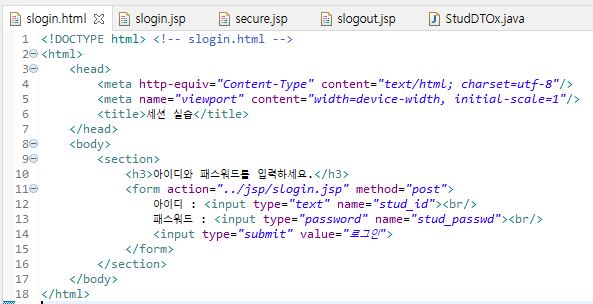 slogin.html slogin.jsp secure.jsp slogout.jsp StudDTOx.java
1 <!DOCTYPE html> <!-- slogin.html -->
2 <html>
3 <head>
4 <meta http-equiv="Content-Type" content="text/html; charset=utf-8"/>
5 <meta name="viewport" content="width=device-width, initial-scale=1"/>
6 <title>세션 실습</title>
7 </head>
8 <body>
9 <section>
10 <h3>아이디와 패스워드를 입력하세요.</h3>
11 <form action="../jsp/slogin.jsp" method="post">
12 아이디 : <input type="text" name="stud_id"><br/>
13 패스워드 : <input type="password" name="stud_passwd"><br/>
14 <input type="submit" value="로그인">
15 </form>
16 </section>
17 </body>
18 </html>